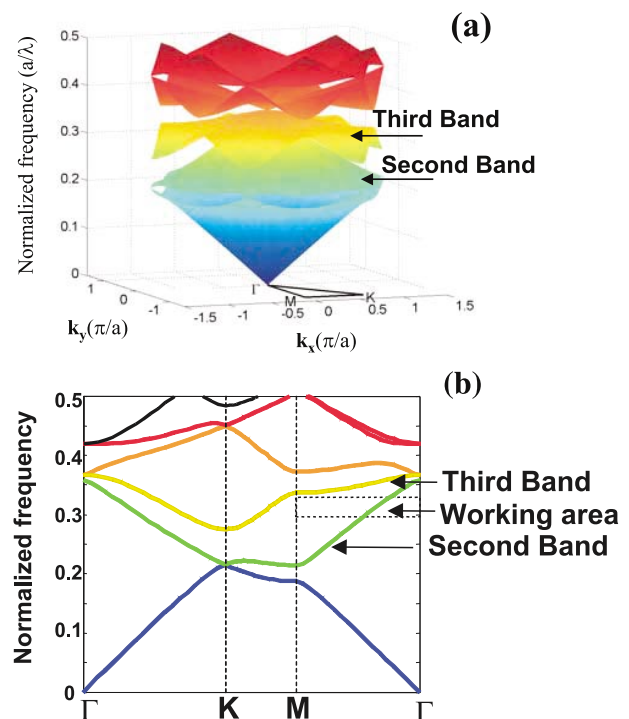 (a)
Normalized frequency (a/λ)
0.5
0.4
0.3
0.2
0.1
0
Third Band
Second Band
Γ
M
K
1
0
-1
-1.5
-1
-0.5
0
0.5
1
1.5
ky(π/a)
kx(π/a)
(b)
Normalized frequency
0.5
0.4
0.3
0.2
0.1
0
Third Band
Working area
Second Band
Γ
K
M
Γ